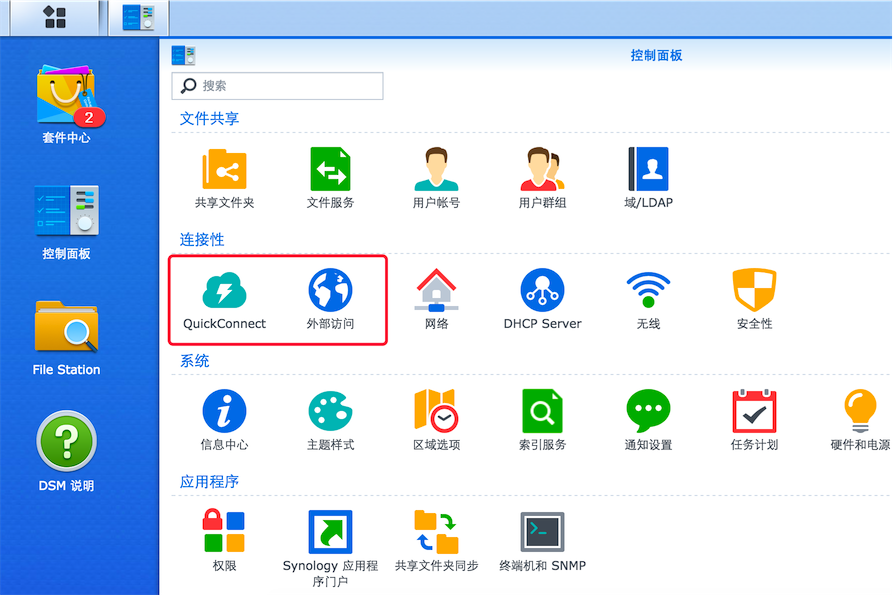 控制面板
搜索
文件共享
共享文件夹
文件服务
用户帐号
用户群组
域/LDAP
连接性
QuickConnect
外部访问
网络
DHCP Server
无线
安全性
系统
信息中心
主题样式
区域选项
索引服务
通知设置
任务计划
硬件和电源
应用程序
权限
Synology 应用程
序门户
共享文件夹同步
终端机和 SNMP
2
套件中心
控制面板
File Station
?
DSM 说明